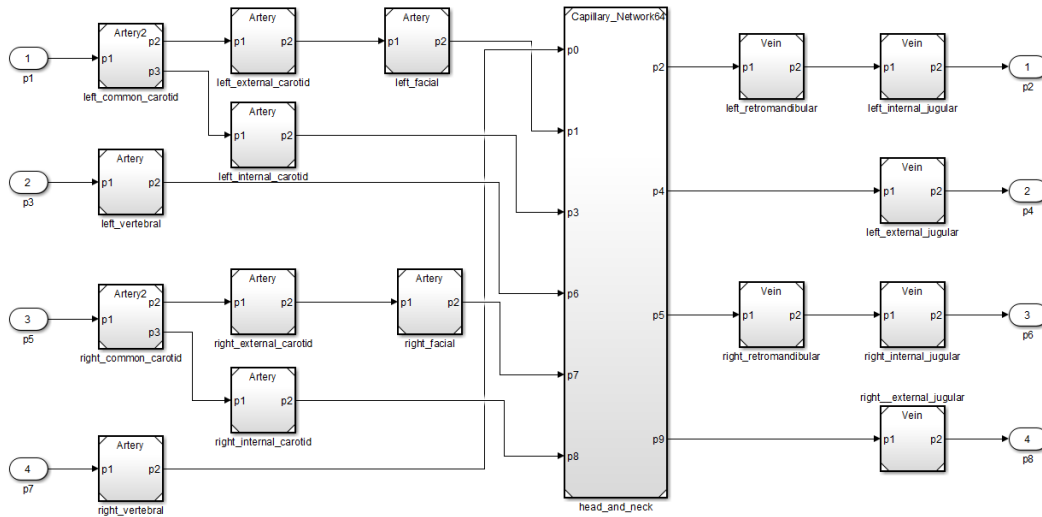 1
p1
Artery2
p1
p2
p3
left_common_carotid
Artery
p1
p2
left_external_carotid
Artery
p1
p2
left_facial
Artery
p1
p2
left_internal_carotid
2
p3
Artery
p1
p2
left_vertebral
3
p5
Artery2
p1
p2
p3
right_common_carotid
Artery
p1
p2
right_external_carotid
Artery
p1
p2
right_facial
Artery
p1
p2
right_internal_carotid
4
p7
Artery
p1
p2
right_vertebral
Capillary_Network64
p0
p1
p3
p6
p7
p8
p2
p4
p5
p9
head_and_neck
Vein
p1
p2
left_retromandibular
Vein
p1
p2
left_internal_jugular
1
p2
Vein
p1
p2
left_external_jugular
2
p4
Vein
p1
p2
right_retromandibular
Vein
p1
p2
right_internal_jugular
3
p6
right__external_jugular
Vein
p1
p2
4
p8